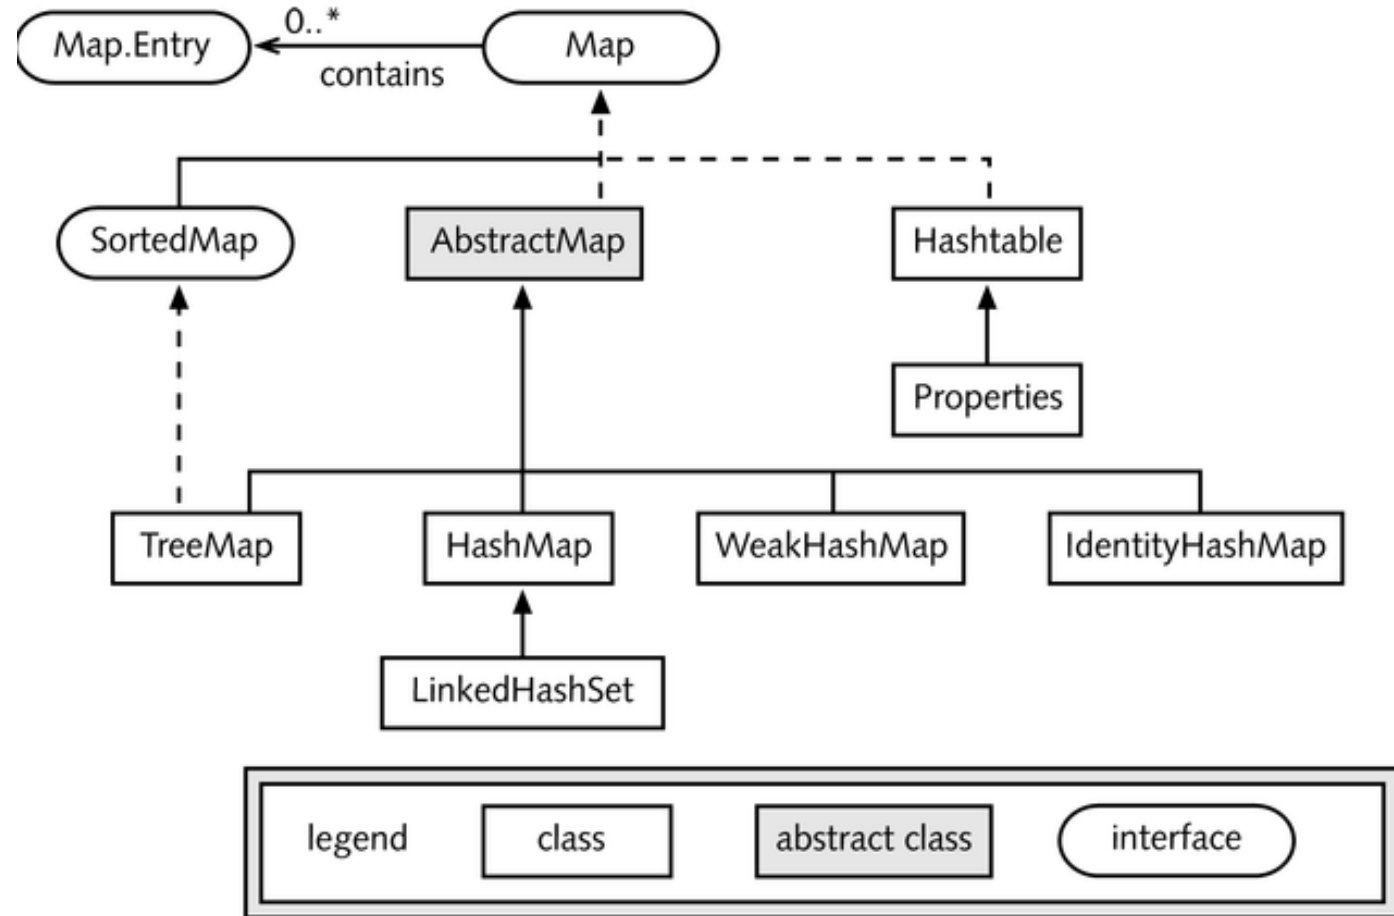 Map.Entry
0..*
contains
Map
SortedMap
AbstractMap
Hashtable
Properties
TreeMap
HashMap
WeakHashMap
IdentityHashMap
LinkedHashSet
legend
class
abstract class
interface